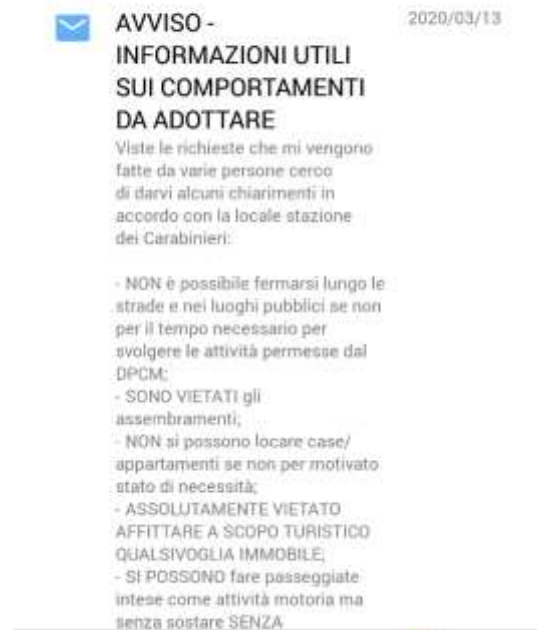 AVVISO -
2020/03/13
INFORMAZIONI UTILI
SUI COMPORTAMENTI
DA ADOTTARE
Viste le richieste che mi vengono
fatte da varie persone cerco
di darvi alcuni chiarimenti in
accordo con la locale stazione
dei Carabinieri:
- NON è possibile fermarsi lungo le
strade e nei luoghi pubblici se non
per il tempo necessario per
svolgere le attività permesse dal
DPCM;
- SONO VIETATI gli
assembramenti;
- NON si possono locare case/
appartamenti se non per motivato
stato di necessità;
- ASSOLUTAMENTE VIETATO
AFFITTARE A SCOPO TURISTICO
QUALSIVOGLIA IMMOBILE;
- SI POSSONO fare passeggiate
intese come attività motoria ma
senza sostare SENZA